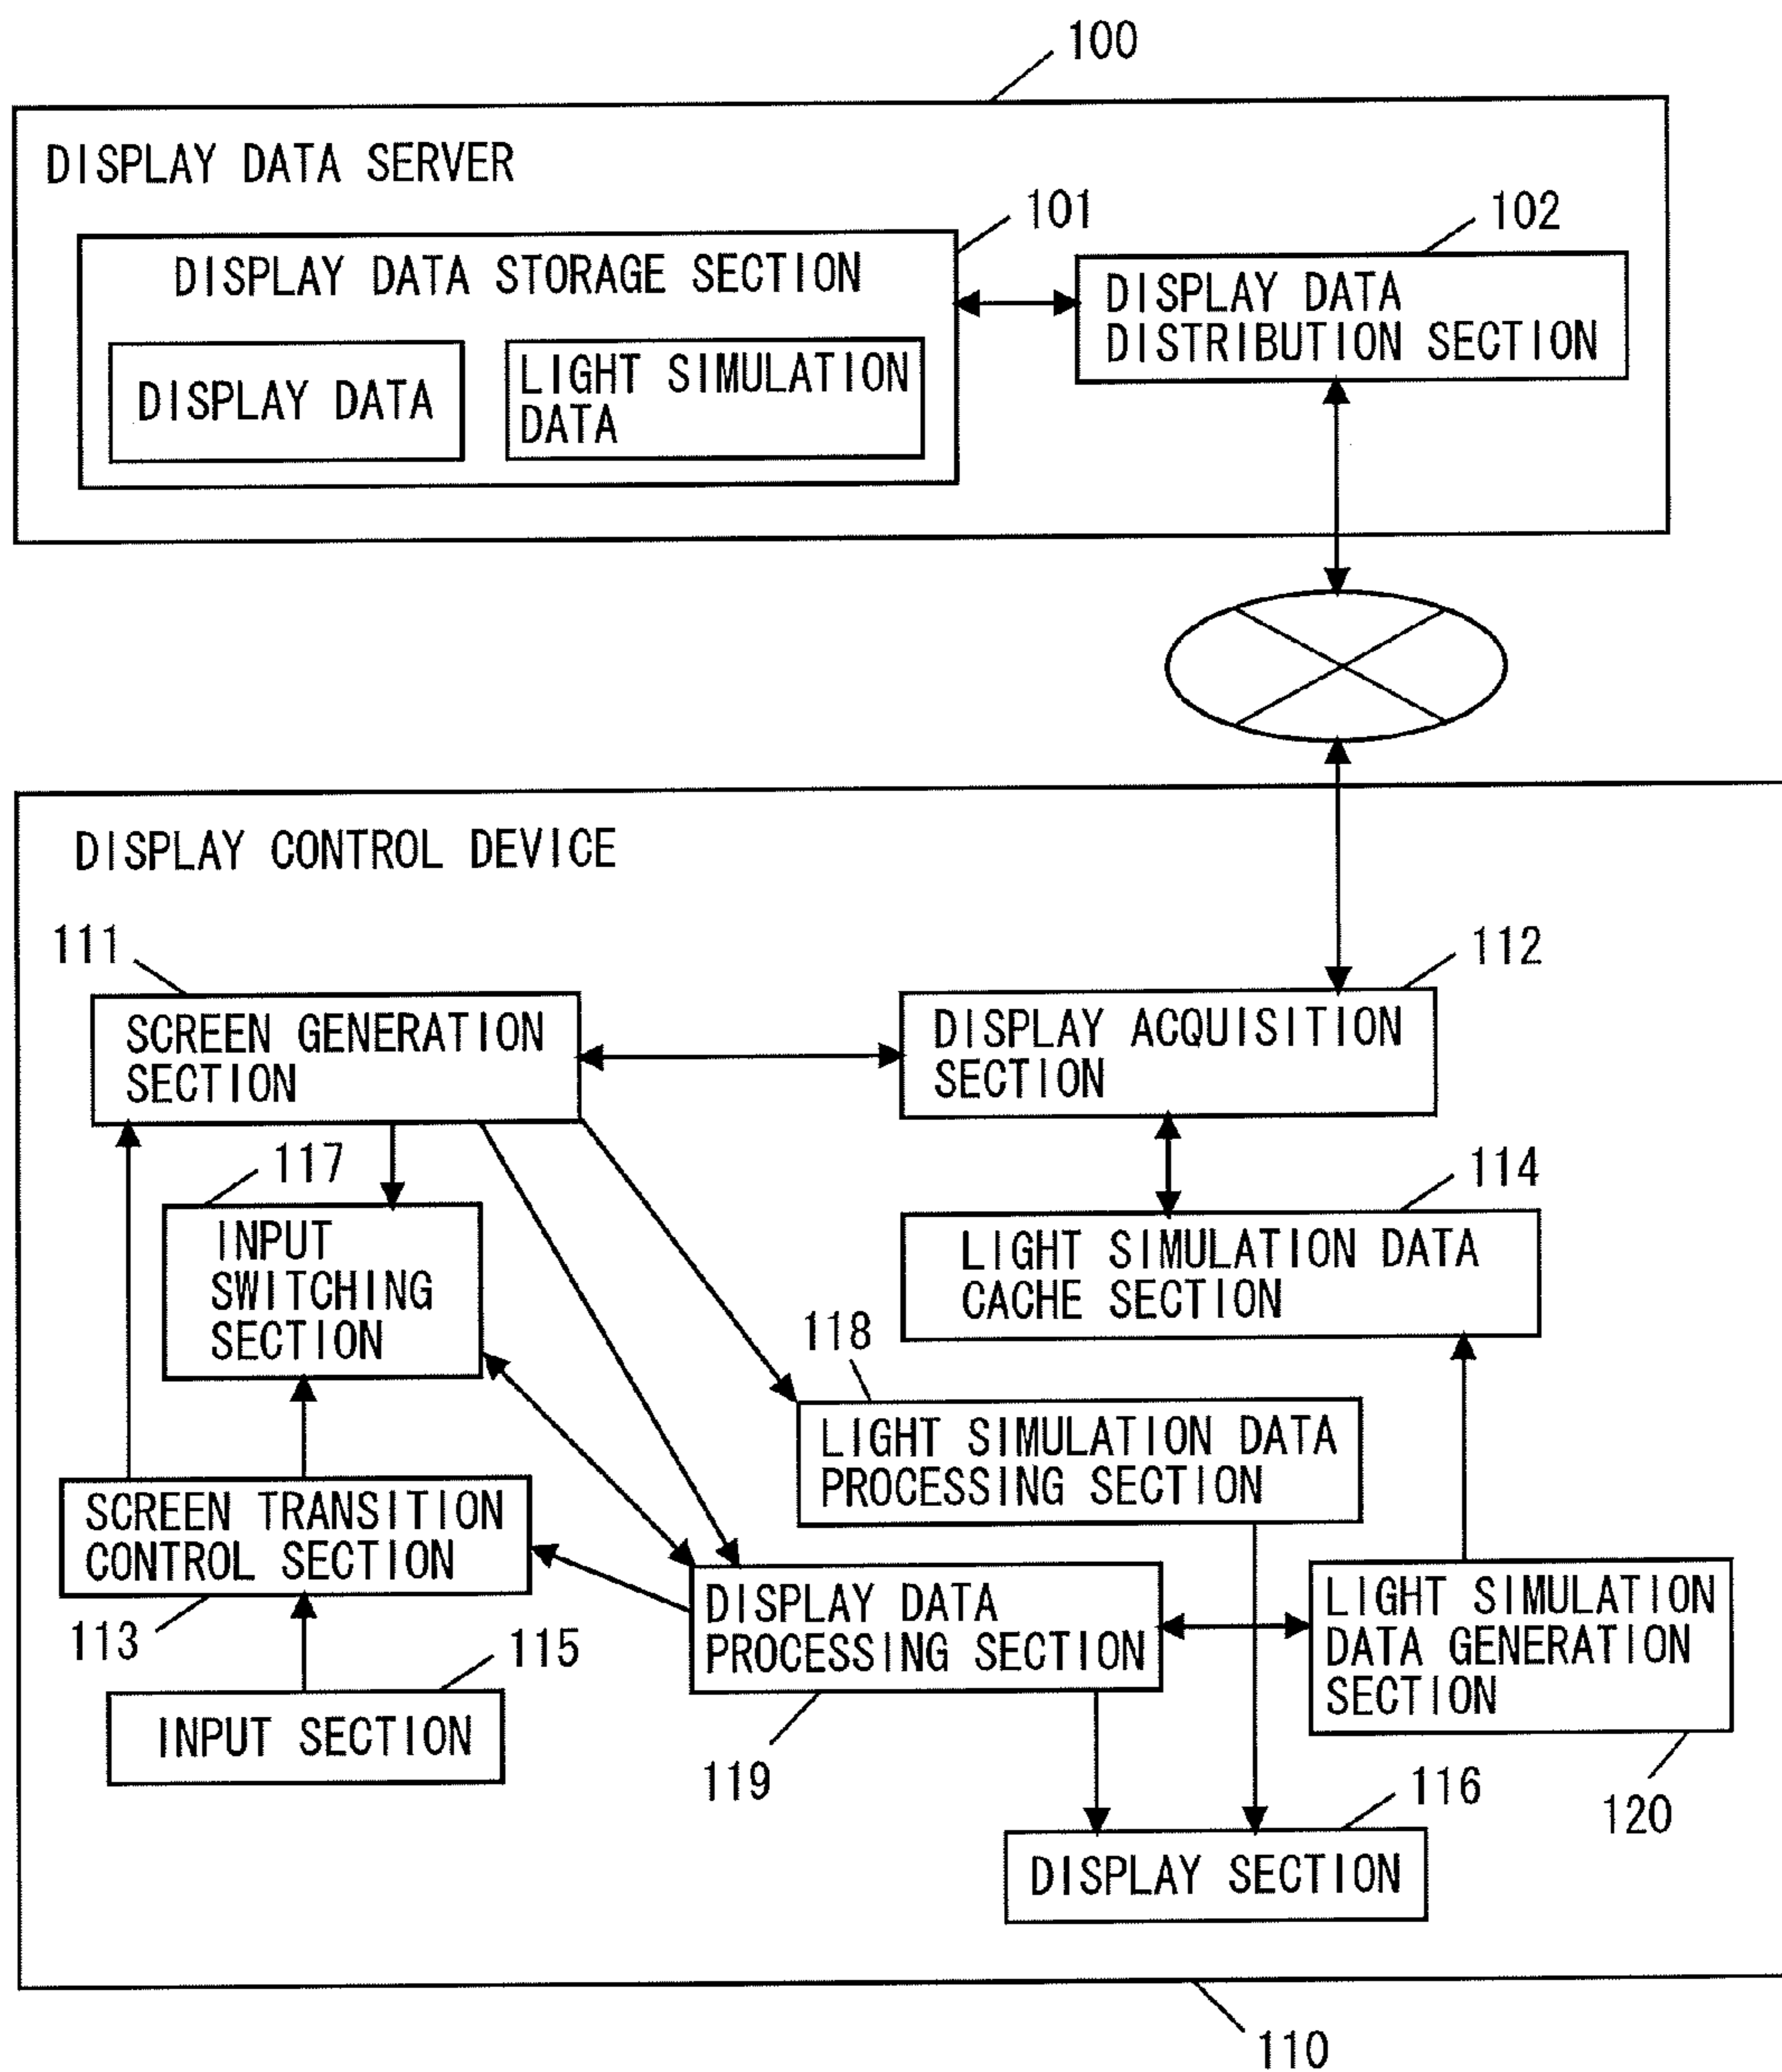 100
DISPLAY DATA SERVER
101
102
DISPLAY DATA STORAGE SECTION
DISPLAY DATA
DISTRIBUTION SECTION
DISPLAY DATA
LIGHT SIMULATION
DATA
DISPLAY CONTROL DEVICE
111
112
SCREEN GENERATION
SECTION
DISPLAY ACQUISITION
SECTION
117
114
INPUT
SWITCHING
SECTION
LIGHT SIMULATION DATA
CACHE SECTION
118
LIGHT SIMULATION DATA
PROCESSING SECTION
SCREEN TRANSITION
CONTROL SECTION
113
DISPLAY DATA
PROCESSING SECTION
LIGHT SIMULATION
DATA GENERATION
SECTION
115
INPUT SECTION
119
116
120
DISPLAY SECTION
110